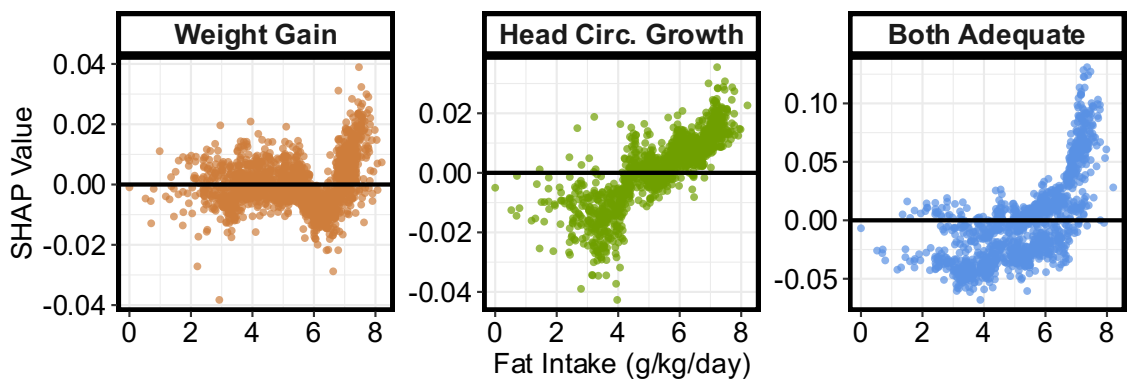 Weight Gain
Head Circ. Growth
Both Adequate
SHAP Value
0.04
0.02
0.00
-0.02
-0.04
0.02
0.00
-0.02
-0.04
0.10
0.05
0.00
-0.05
0 2 4 6 8
0 2 4 6 8
0 2 4 6 8
Fat Intake (g/kg/day)